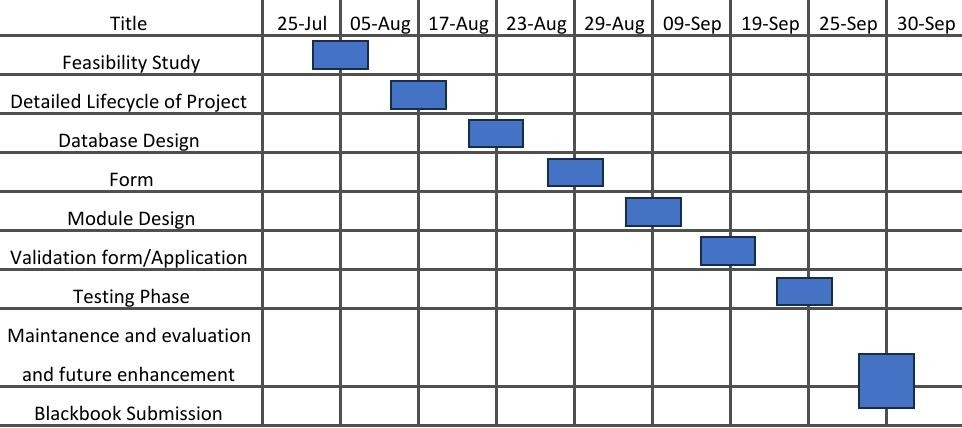 Title 25-Jul 05-Aug 17-Aug 23-Aug 29-Aug 09-Sep 19-Sep 25-Sep 30-Sep
Feasibility Study
Detailed Lifecycle of Project
Database Design
Form
Module Design
Validation form/Application
Testing Phase
Maintanence and evaluation
and future enhancement
Blackbook Submission